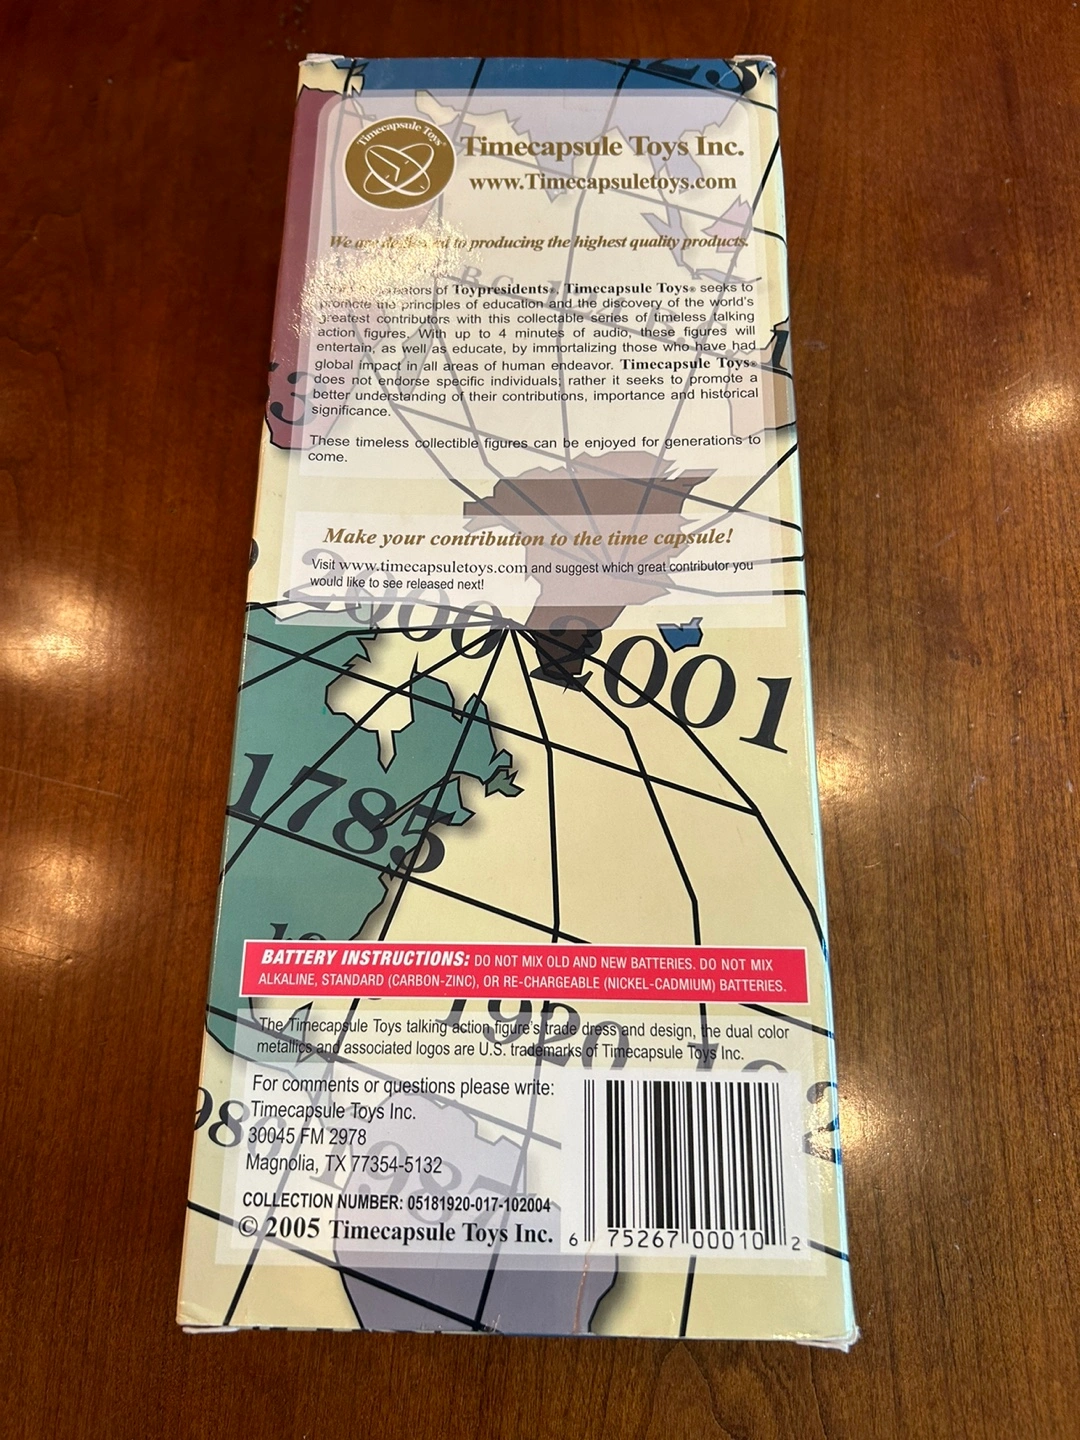 23
Timecapsule Toys®
Timecapsule Toys Inc.
www.Timecapsuletoys.com
We are to producing the highest quality products.
of Toypresidents®, Timecapsule Toys® seeks to
promote the principles of education and the discovery of the world's
greatest contributors with this collectable series of timeless talking
action figures. With up to 4 minutes of audio, these figures will
entertain, as well as educate, by immortalizing those who have had
global impact in all areas of human endeavor. Timecapsule Toys®
does not endorse specific individuals; rather it seeks to promote a
better understanding of their contributions, importance and historical
significance.
These timeless collectible figures can be enjoyed for generations to
come.
Make your contribution to the time capsule!
Visit www.timecapsuletoys.com and suggest which great contributor you
would like to see released next!
2000
2001
1785
BATTERY INSTRUCTIONS: DO NOT MIX OLD AND NEW BATTERIES. DO NOT MIX
ALKALINE, STANDARD (CARBON-ZINC), OR RE-CHARGEABLE (NICKEL-CADMIUM) BATTERIES.
1920
The Timecapsule Toys talking action figure's trade dress and design, the dual color
metallics and associated logos are U.S. trademarks of Timecapsule Toys Inc.
For comments or questions please write:
Timecapsule Toys Inc.
30045 FM 2978
Magnolia, TX 77354-5132
1987
COLLECTION NUMBER: 05181920-017-102004
© 2005 Timecapsule Toys Inc.
6 75267 00010 2